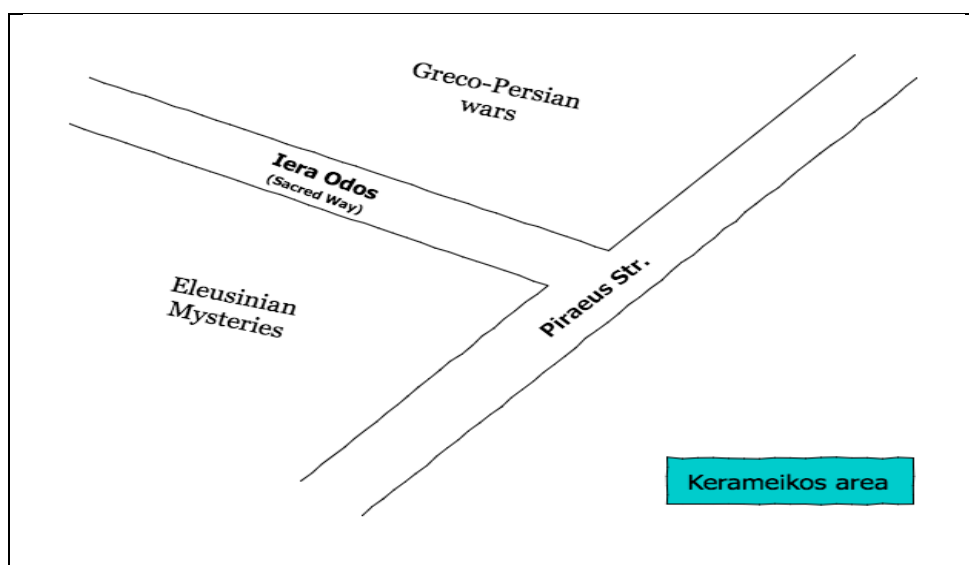 Greco-Persian
wars
Iera Odos
(Sacred Way)
Piraeus Str.
Eleusinian
Mysteries
Kerameikos area